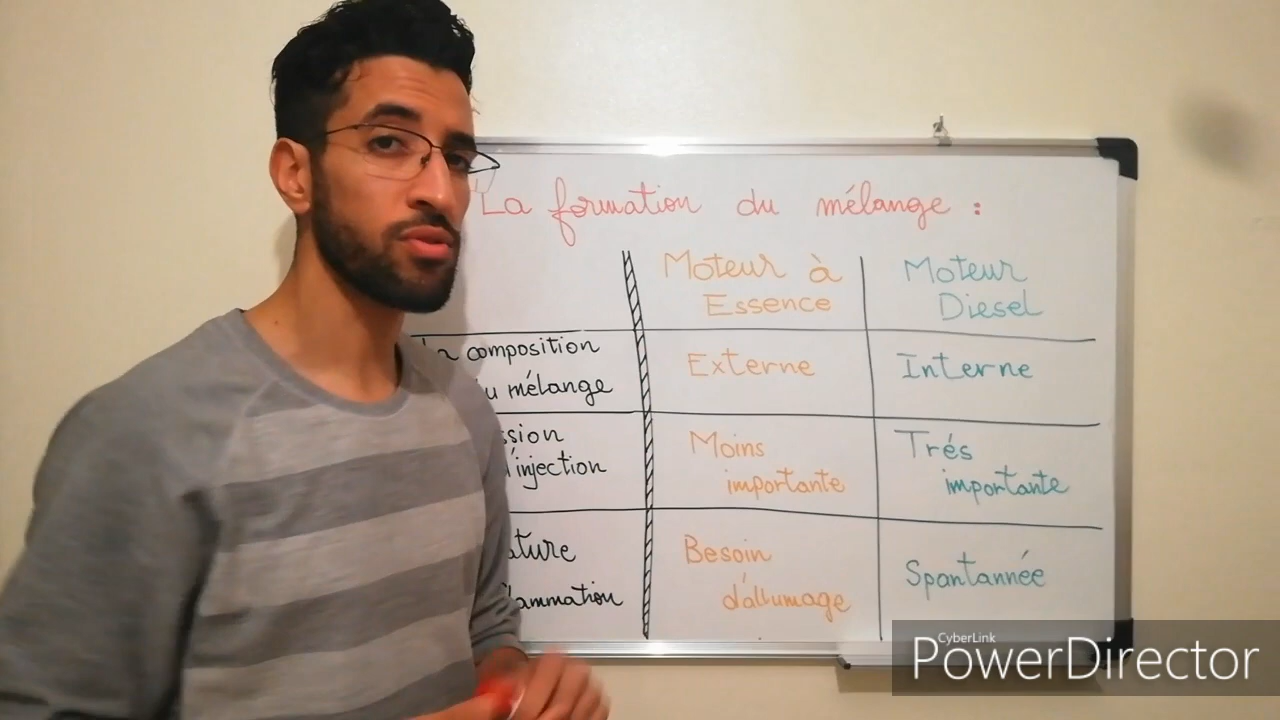 La formation du mélange :
Moteur à
Essence
Moteur
Diesel
composition
mélange
Externe
Interne
l'injection
Moins
importante
Trés
importante
Besoin
d'allumage
Spontannée
CyberLink
PowerDirector